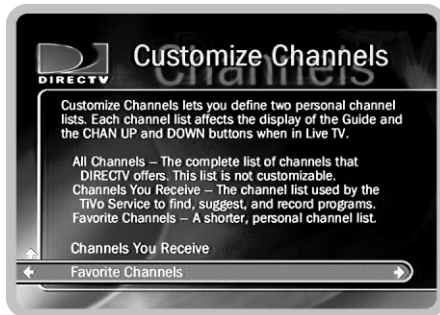 Customize Channels
DIRECTV
Customize Channels lets you define two personal channel
lists. Each channel list affects the display of the Guide and
the CHAN UP and DOWN buttons when in Live TV.
All Channels – The complete list of channels that
DIRECTV offers. This list is not customizable.
Channels You Receive – The channel list used by the
TiVo Service to find, suggest, and record programs.
Favorite Channels – A shorter, personal channel list.
Channels You Receive
Favorite Channels